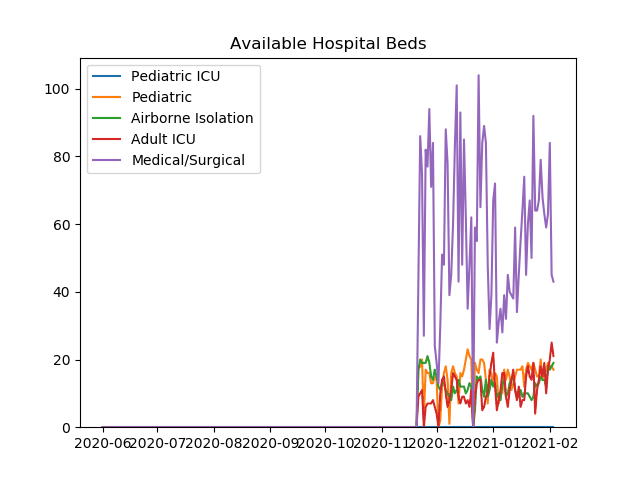 Available Hospital Beds
Pediatric ICU
Pediatric
Airborne Isolation
Adult ICU
Medical/Surgical
100
80
60
40
20
0
2020-06 2020-07 2020-08 2020-09 2020-10 2020-11 2020-12 2021-01 2021-02